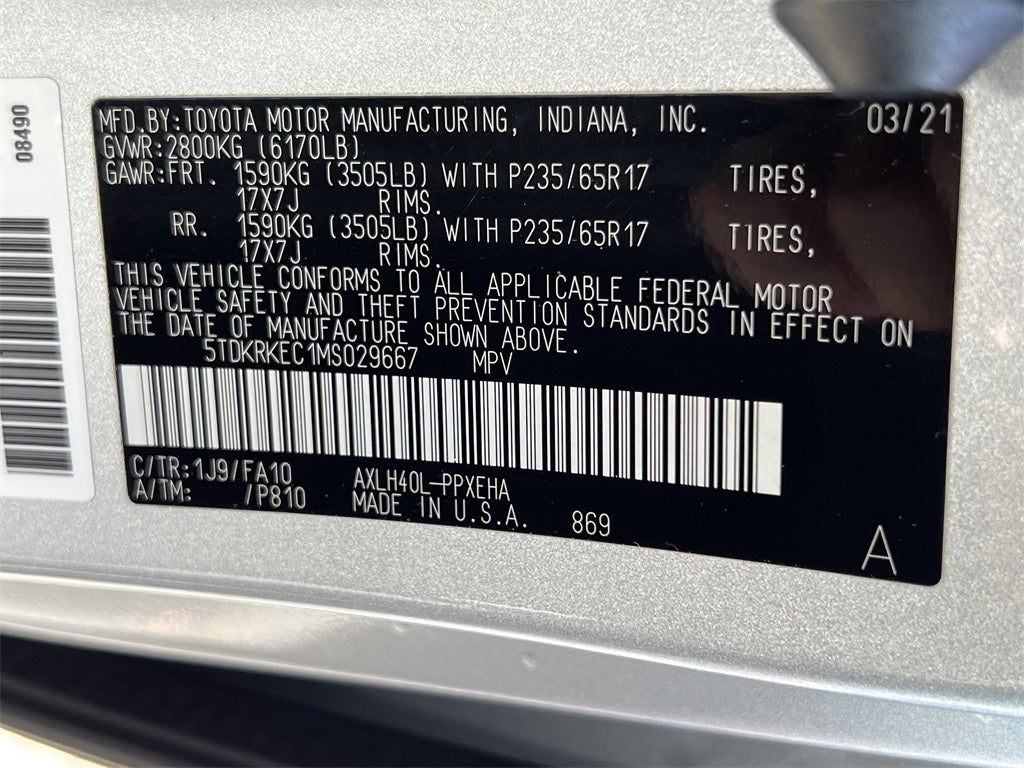 08490
MFD.BY:TOYOTA MOTOR MANUFACTURING, INDIANA, INC. 03/21
GVWR:2800KG (6170LB)
GAWR:FRT. 1590KG (3505LB) WITH P235/65R17 TIRES,
17X7J RIMS.
RR. 1590KG (3505LB) WITH P235/65R17 TIRES,
17X7J RIMS.
THIS VEHICLE CONFORMS TO ALL APPLICABLE FEDERAL MOTOR
VEHICLE SAFETY AND THEFT PREVENTION STANDARDS IN EFFECT ON
THE DATE OF MANUFACTURE SHOWN ABOVE.
5TDKRKEC1MS029667 MPV
C/TR:1J9/FA10 AXLH40L-PPXEHA
A/TM: /P810 MADE IN U.S.A. 869
A